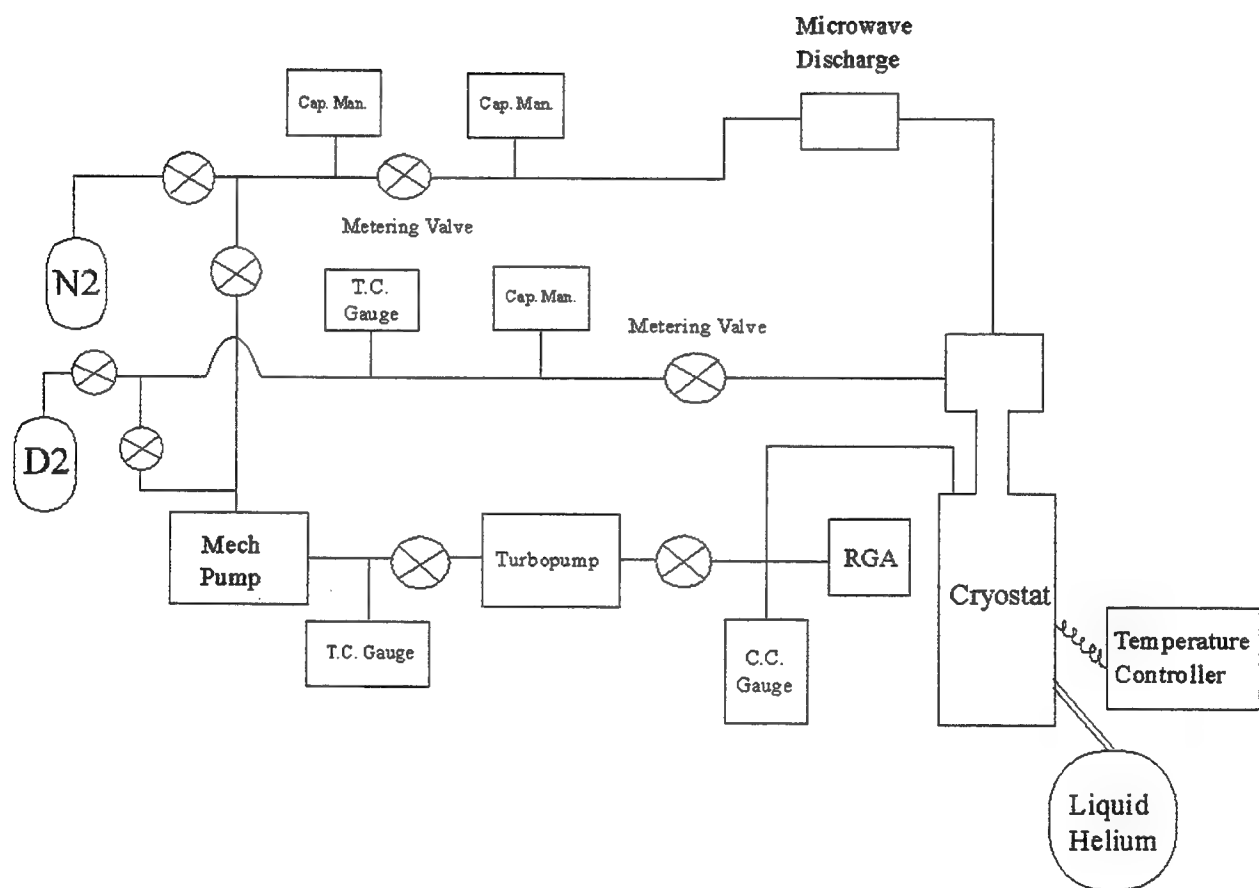 Microwave
Discharge
Cap. Man.
Cap. Man.
Metering Valve
N2
T.C.
Gauge
Cap. Man.
Metering Valve
D2
Mech
Pump
Turbopump
RGA
Cryostat
T.C. Gauge
C.C.
Gauge
Temperature
Controller
Liquid
Helium